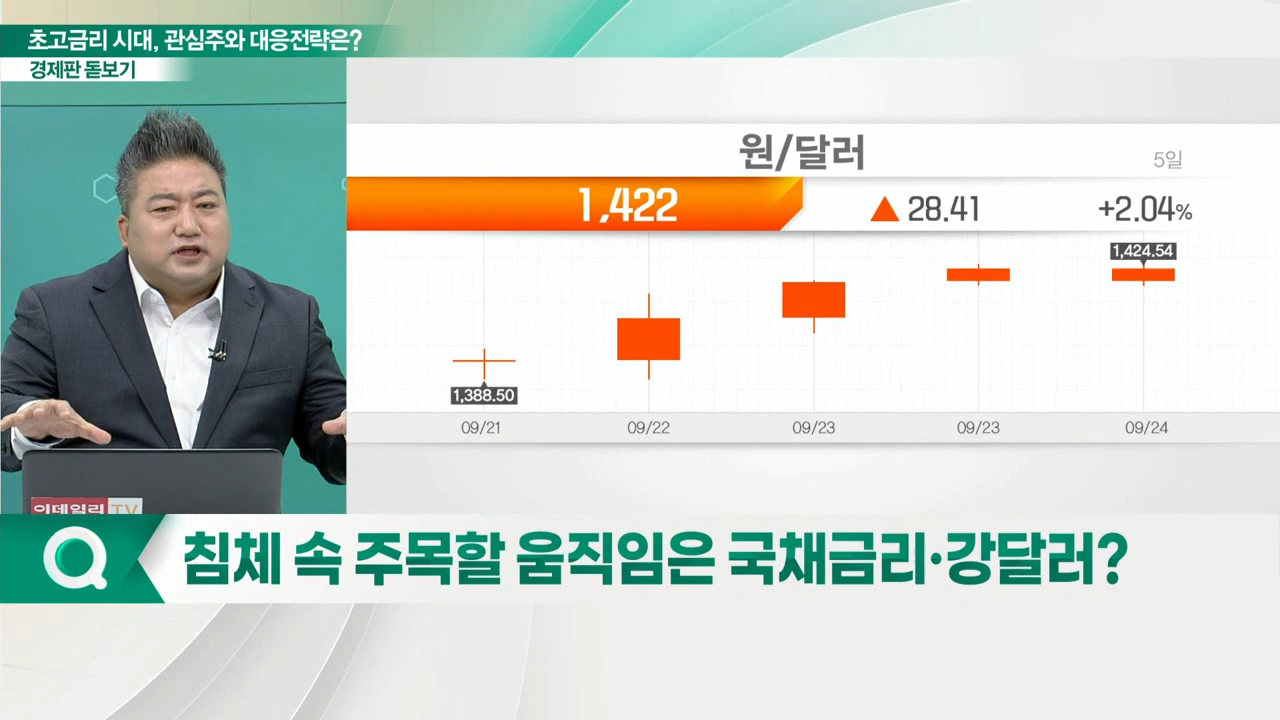 초고금리 시대, 관심주와 대응전략은?
경제판 돋보기
원/달러
5일
1,422
▲ 28.41
+2.04%
1,424.54
1,388.50
09/21
09/22
09/23
09/23
09/24
이데일리 TV
침체 속 주목할 움직임은 국채금리·강달러?